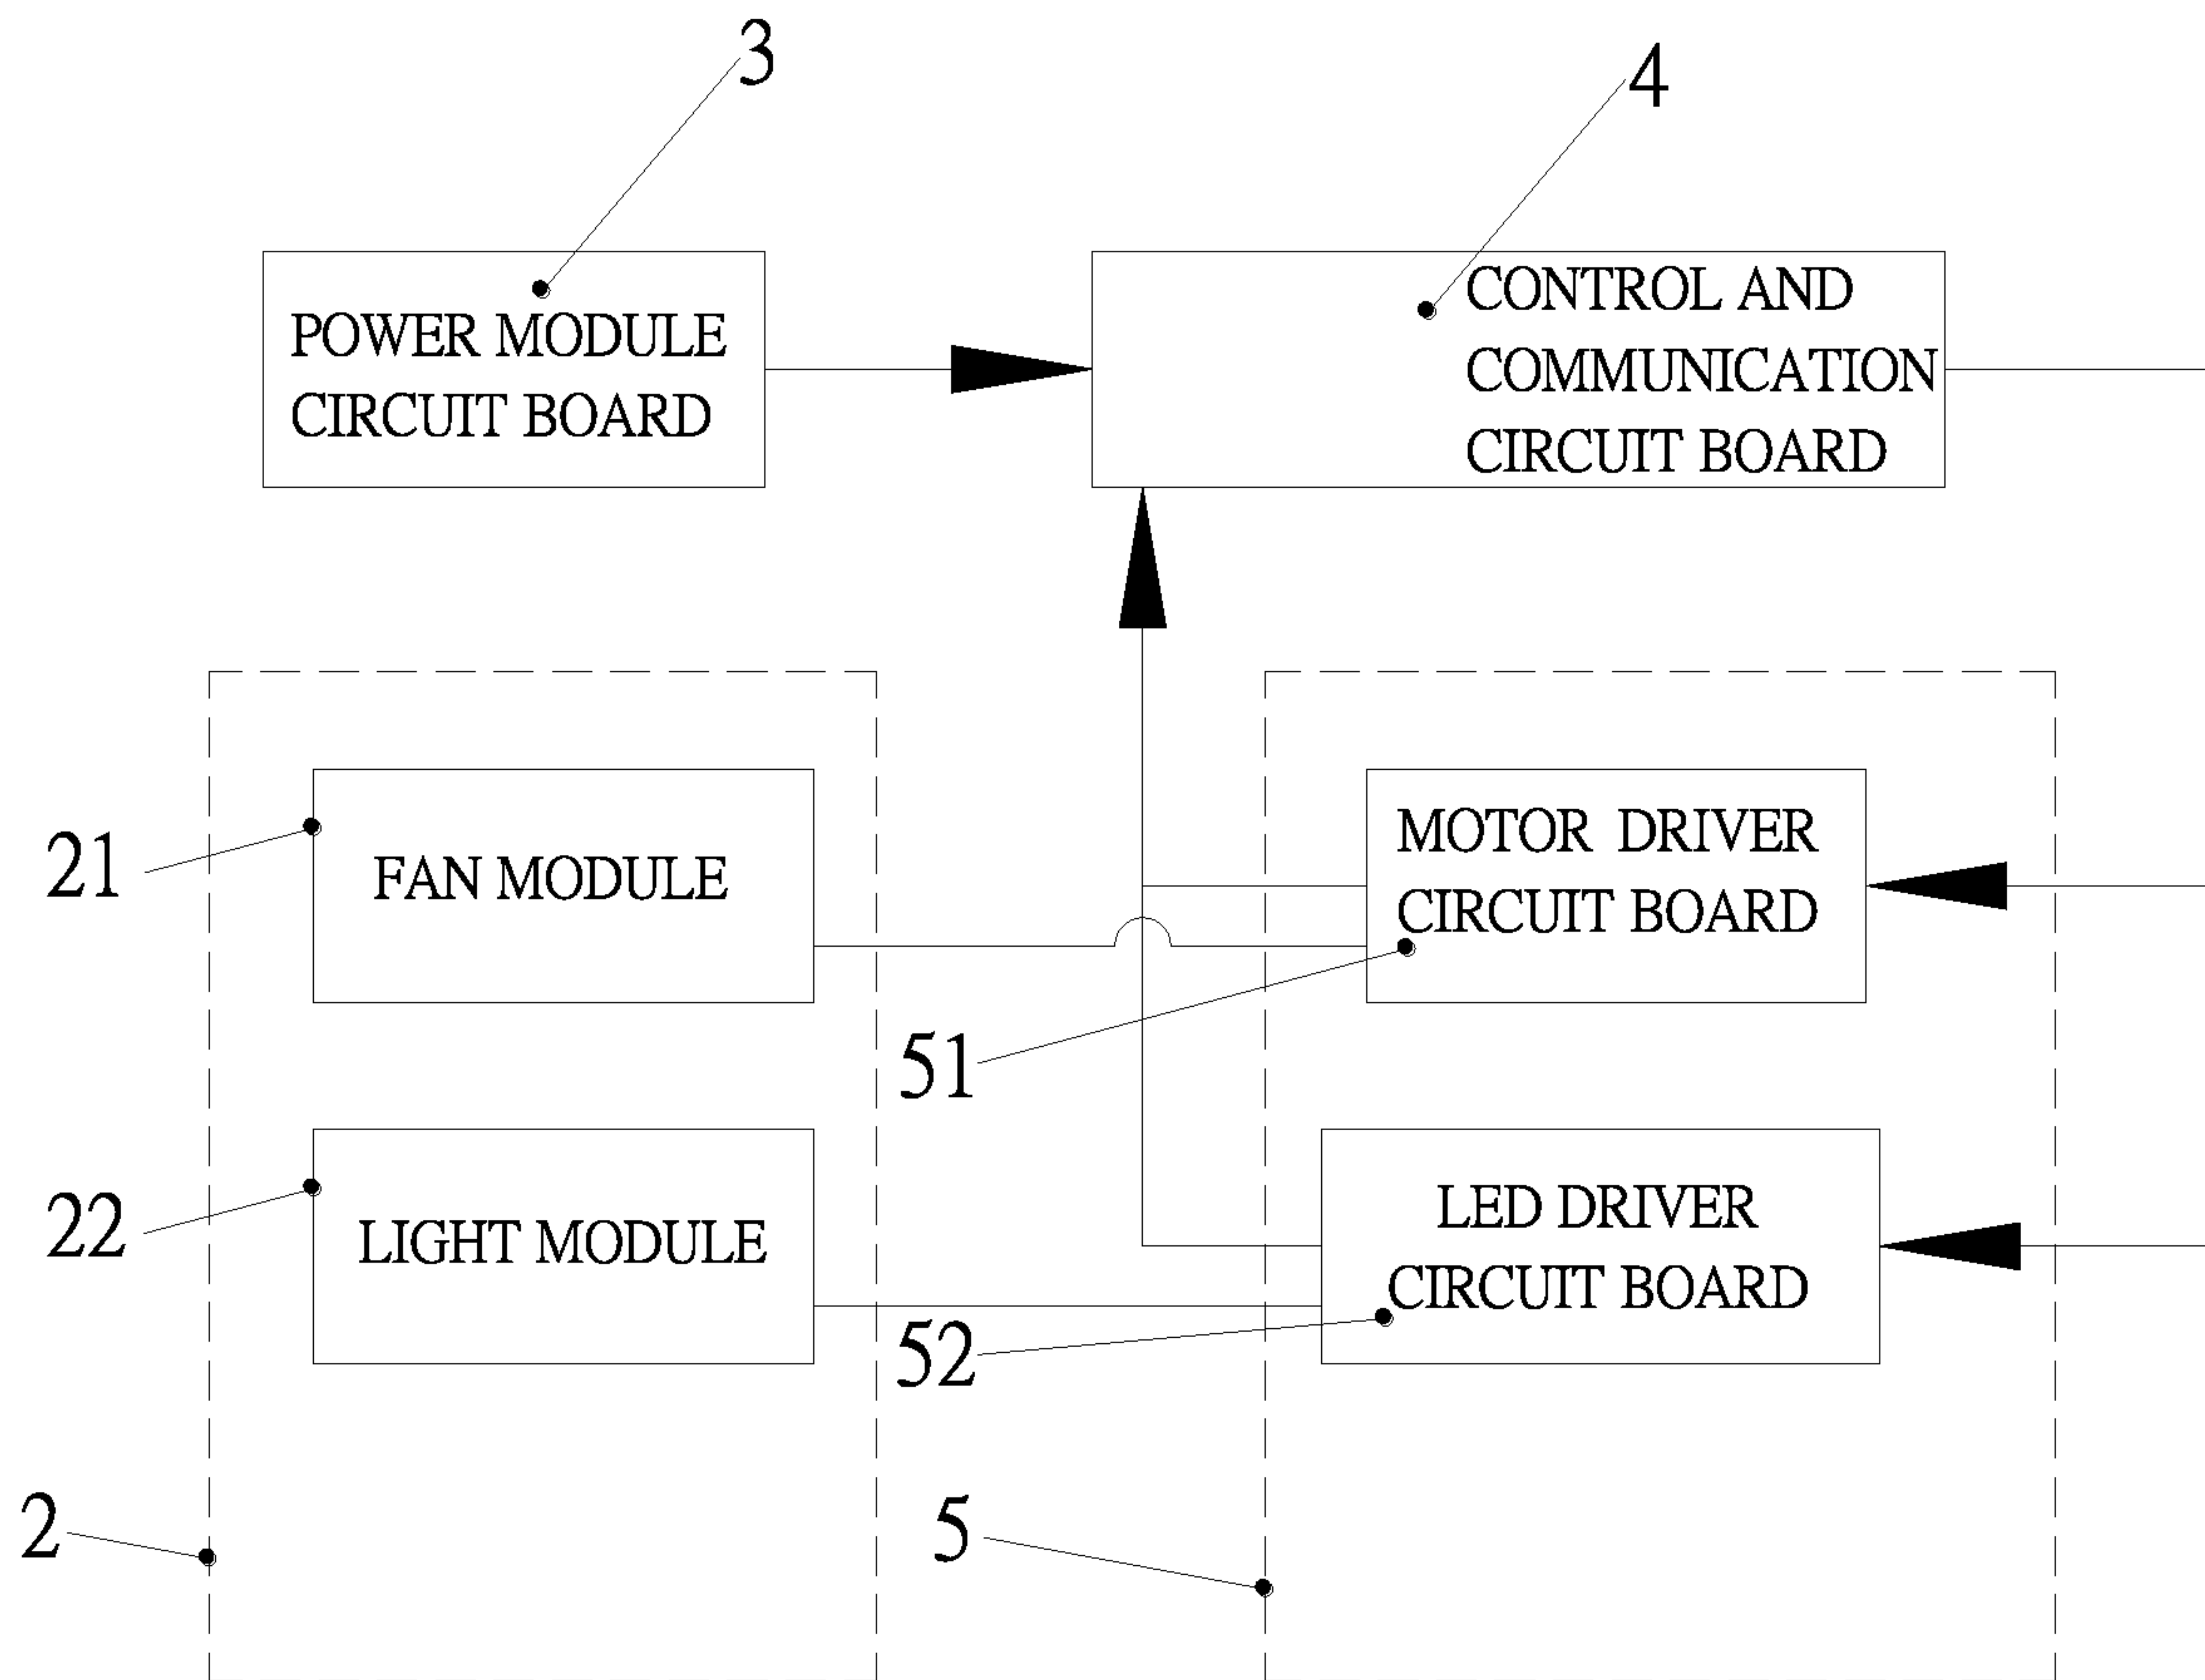 3
4
POWER MODULE
CIRCUIT BOARD
CONTROL AND
COMMUNICATION
CIRCUIT BOARD
21
FAN MODULE
MOTOR DRIVER
CIRCUIT BOARD
51
22
LIGHT MODULE
LED DRIVER
CIRCUIT BOARD
52
2
5